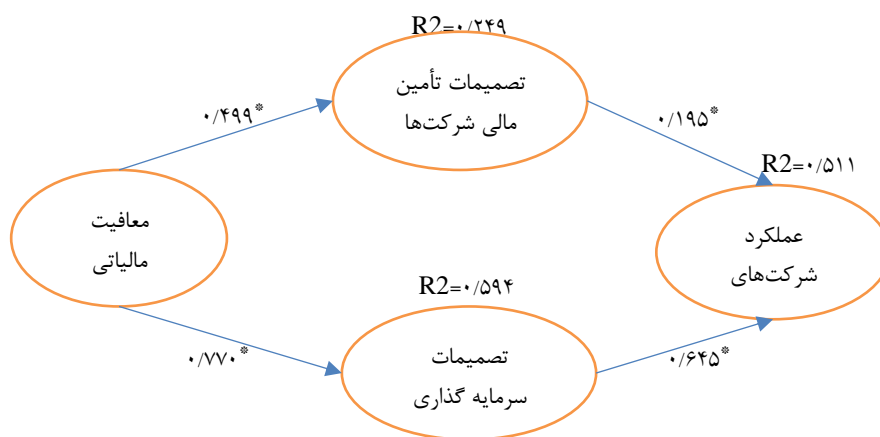 R2=۰/۲۴۹
تصمیمات تأمین
مالی شرکت‌ها
۰/۴۹۹*
۰/۱۹۵*
R2=۰/۵۱۱
معافیت
مالیاتی
عملکرد
شرکت‌های
R2=۰/۵۹۴
تصمیمات
سرمایه گذاری
۰/۷۷۰*
۰/۶۴۵*